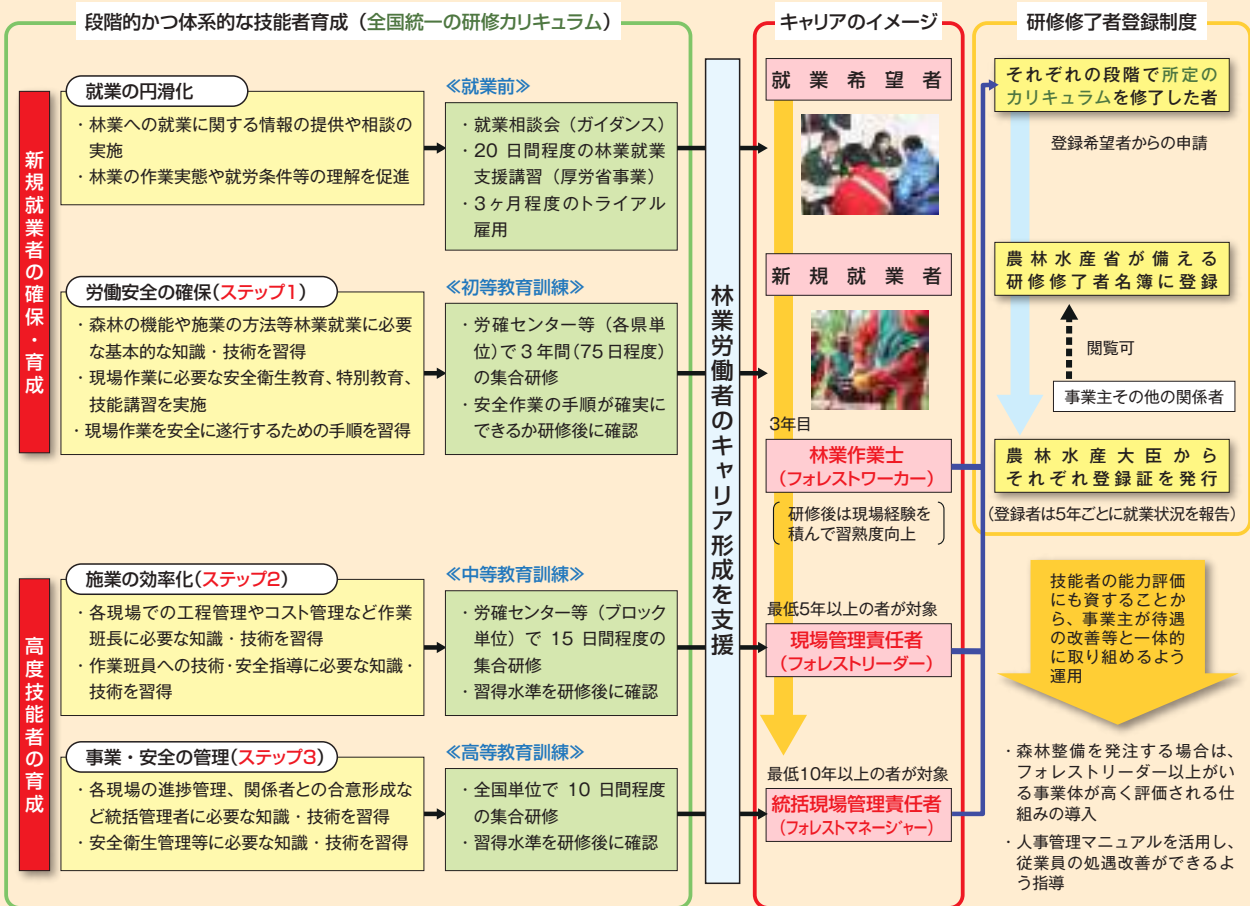 段階的かつ体系的な技能者育成（全国統一の研修カリキュラム）
新規就業者の確保・育成
就業の円滑化
・林業への就業に関する情報の提供や相談の
実施
・林業の作業実態や就労条件等の理解を促進
≪就業前≫
・就業相談会（ガイダンス）
・20 日間程度の林業就業
支援講習（厚労省事業）
・3ヶ月程度のトライアル
雇用
労働安全の確保(ステップ1)
・森林の機能や施業の方法等林業就業に必要
な基本的な知識・技術を習得
・現場作業に必要な安全衛生教育、特別教育、
技能講習を実施
・現場作業を安全に遂行するための手順を習得
≪初等教育訓練≫
・労確センター等（各県単
位）で３年間（75日程度）
の集合研修
・安全作業の手順が確実に
できるか研修後に確認
高度技能者の育成
施業の効率化(ステップ2)
・各現場での工程管理やコスト管理など作業
班長に必要な知識・技術を習得
・作業班員への技術・安全指導に必要な知識・
技術を習得
≪中等教育訓練≫
・労確センター等（ブロック
単位）で 15 日間程度の
集合研修
・習得水準を研修後に確認
事業・安全の管理(ステップ3)
・各現場の進捗管理、関係者との合意形成など
統括管理者に必要な知識・技術を習得
・安全衛生管理等に必要な知識・技術を習得
≪高等教育訓練≫
・全国単位で 10 日間程度
の集合研修
・習得水準を研修後に確認
林業労働者のキャリア形成を支援
キャリアのイメージ
就業希望者
新規就業者
3年目
林業作業士
（フォレストワーカー）
研修後は現場経験を
積んで習熟度向上
最低5年以上の者が対象
現場管理責任者
（フォレストリーダー）
最低10年以上の者が対象
統括現場管理責任者
（フォレストマネージャー）
研修修了者登録制度
それぞれの段階で所定の
カリキュラムを修了した者
登録希望者からの申請
農林水産省が備える
研修修了者名簿に登録
閲覧可
事業主その他の関係者
農林水産大臣から
それぞれ登録証を発行
（登録者は5年ごとに就業状況を報告）
技能者の能力評価
にも資することか
ら、事業主が待遇
の改善等と一体的
に取り組めるよう
運用
・森林整備を発注する場合は、
フォレストリーダー以上がい
る事業体が高く評価される仕
組みの導入
・人事管理マニュアルを活用し、
従業員の処遇改善ができるよ
う指導